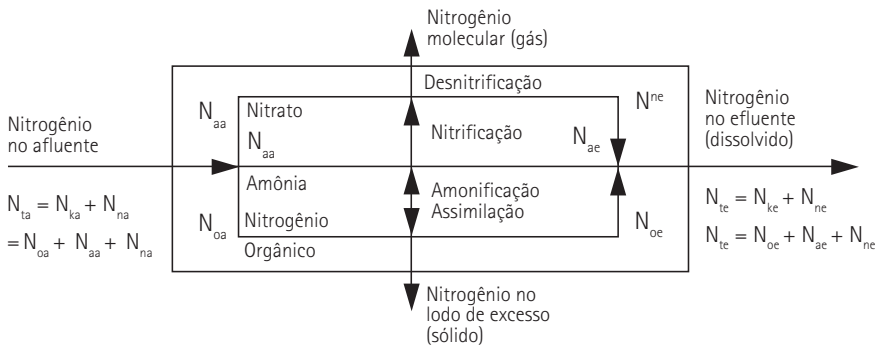 Nitrogênio
molecular (gás)
Desnitrificação
Nitrogênio
no afluente
N_ta = N_ka + N_na
= N_oa + N_aa + N_na
N_aa
Nitrato
N_aa
Nitrificação
N_ae
N^ne
Amônia
Amonificação
Assimilação
N_oa
Nitrogênio
Orgânico
N_oe
Nitrogênio
no efluente
(dissolvido)
N_te = N_ke + N_ne
N_te = N_oe + N_ae + N_ne
Nitrogênio no
lodo de excesso
(sólido)